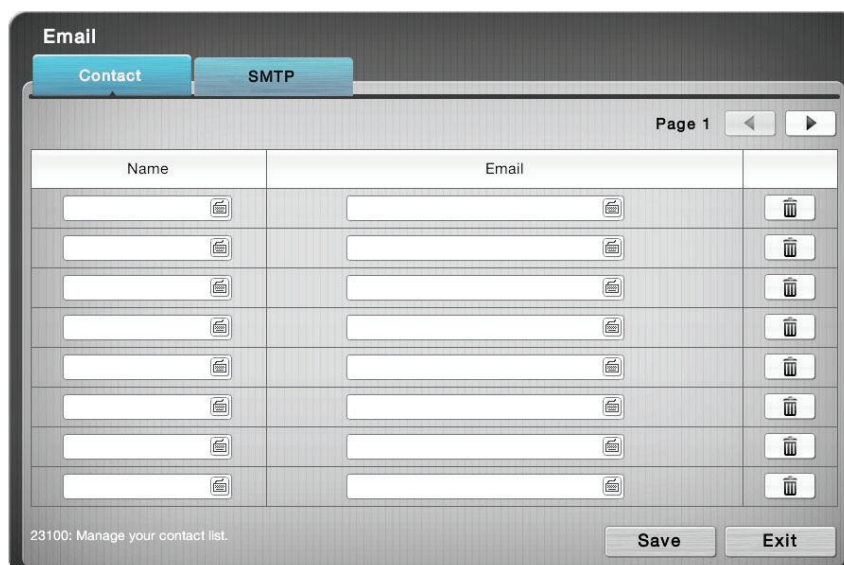 Email
Contact
SMTP
Page 1
Name
Email
23100: Manage your contact list.
Save
Exit